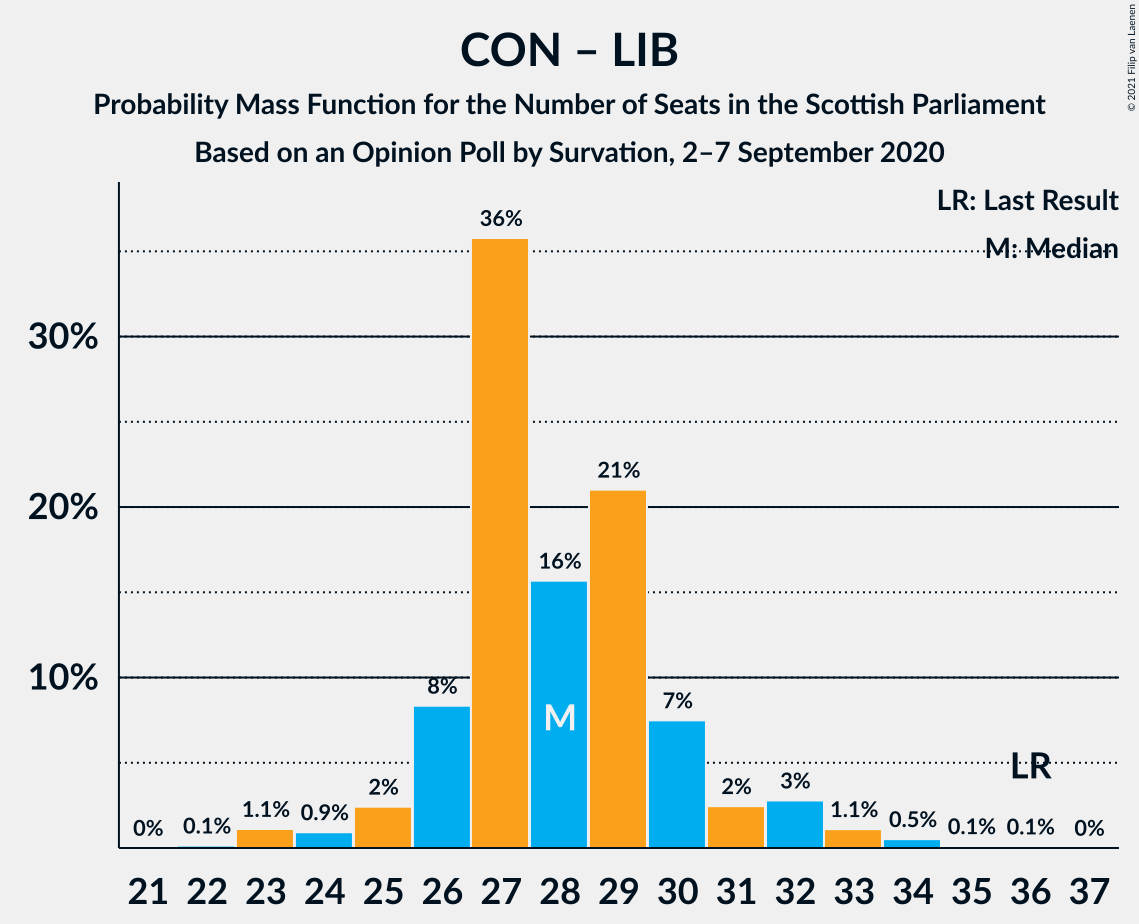 CON – LIB
Probability Mass Function for the Number of Seats in the Scottish Parliament
Based on an Opinion Poll by Survation, 2–7 September 2020
© 2021 Filip van Laenen
LR: Last Result
M: Median
30%
20%
10%
0%
0.1%
1.1%
0.9%
2%
8%
36%
16%
21%
7%
2%
3%
1.1%
0.5%
0.1%
0.1%
0%
M
LR
21 22 23 24 25 26 27 28 29 30 31 32 33 34 35 36 37